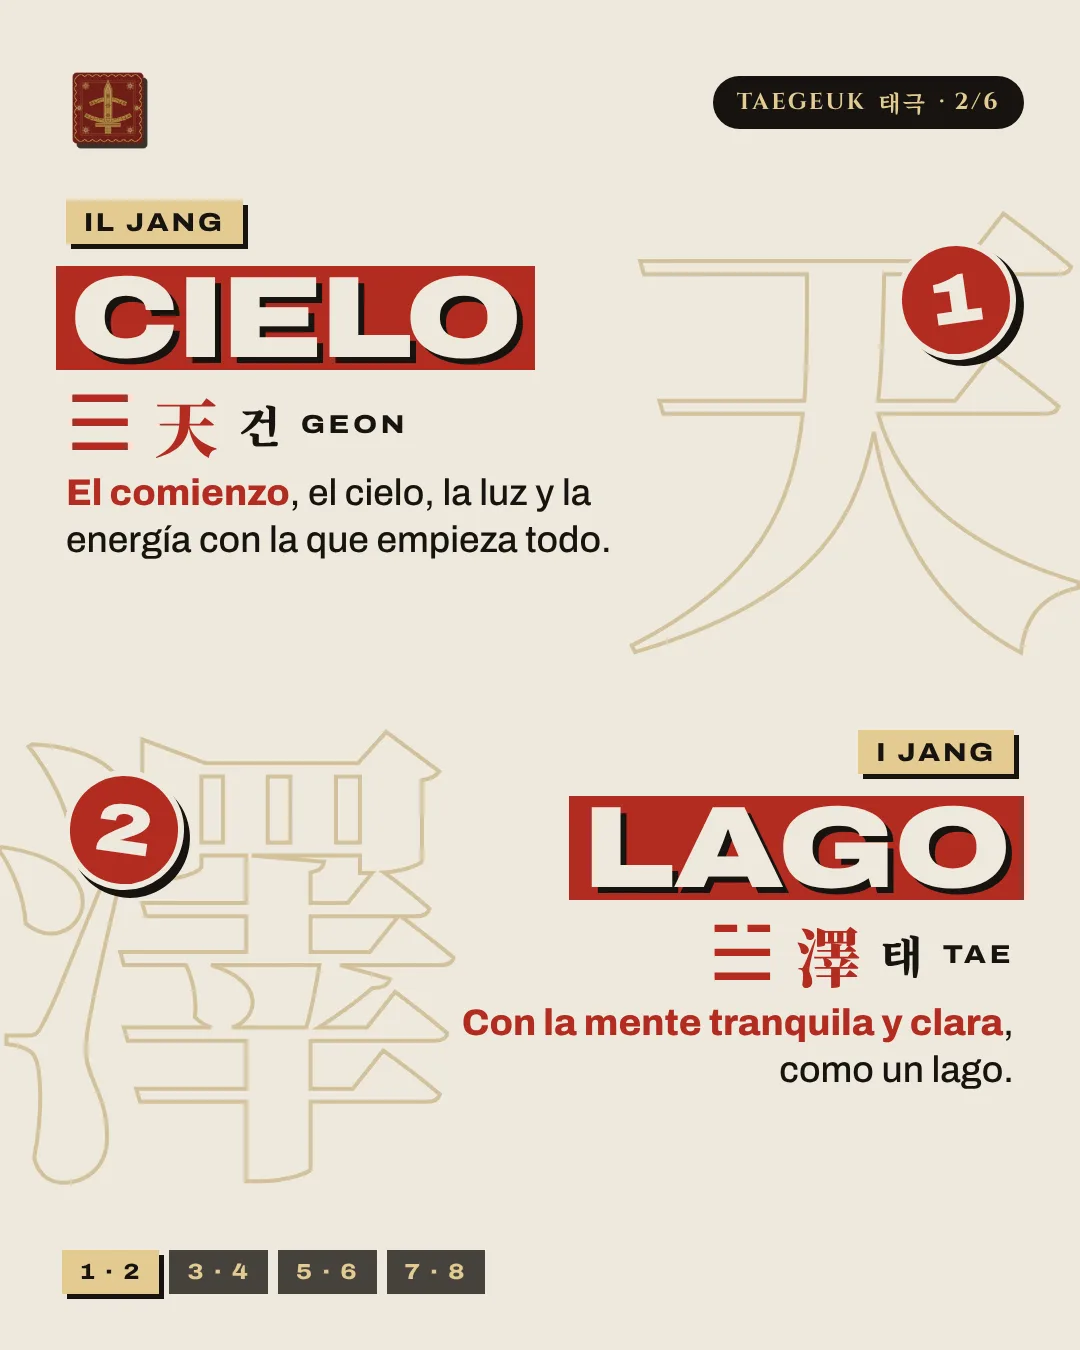 TAEGEUK 태극 · 2/6
IL JANG
CIELO
1
天
☰ 天 건 GEON
El comienzo, el cielo, la luz y la
energía con la que empieza todo.
I JANG
2
澤
LAGO
☱ 澤 태 TAE
Con la mente tranquila y clara,
como un lago.
1 · 2 3 · 4 5 · 6 7 · 8